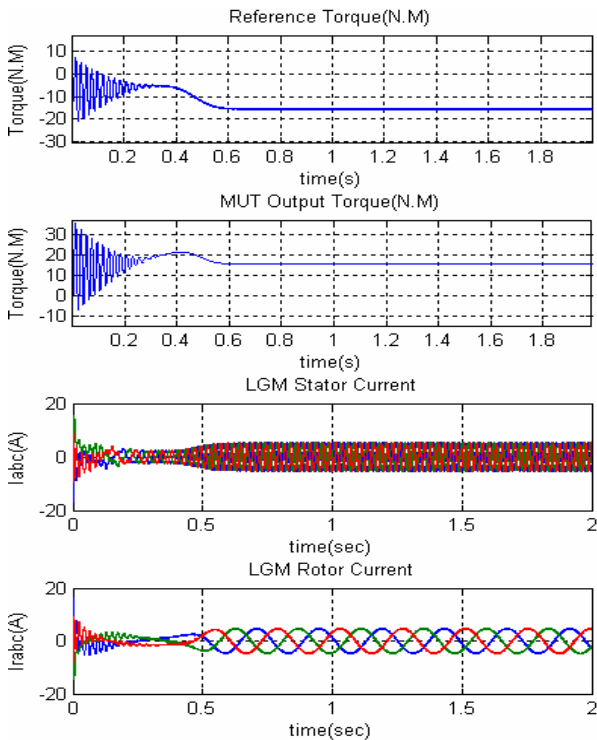 Reference Torque(N.M)
10
0
-10
-20
-30
Torque(N.M)
0.2 0.4 0.6 0.8 1.0 1.2 1.4 1.6 1.8
time(s)
MUT Output Torque(N.M)
30
20
10
0
-10
Torque(N.M)
0.2 0.4 0.6 0.8 1.0 1.2 1.4 1.6 1.8
time(s)
LGM Stator Current
20
0
-20
Iabc(A)
0 0.5 1 1.5 2
time(sec)
LGM Rotor Current
20
0
-20
Irabc(A)
0 0.5 1 1.5 2
time(sec)